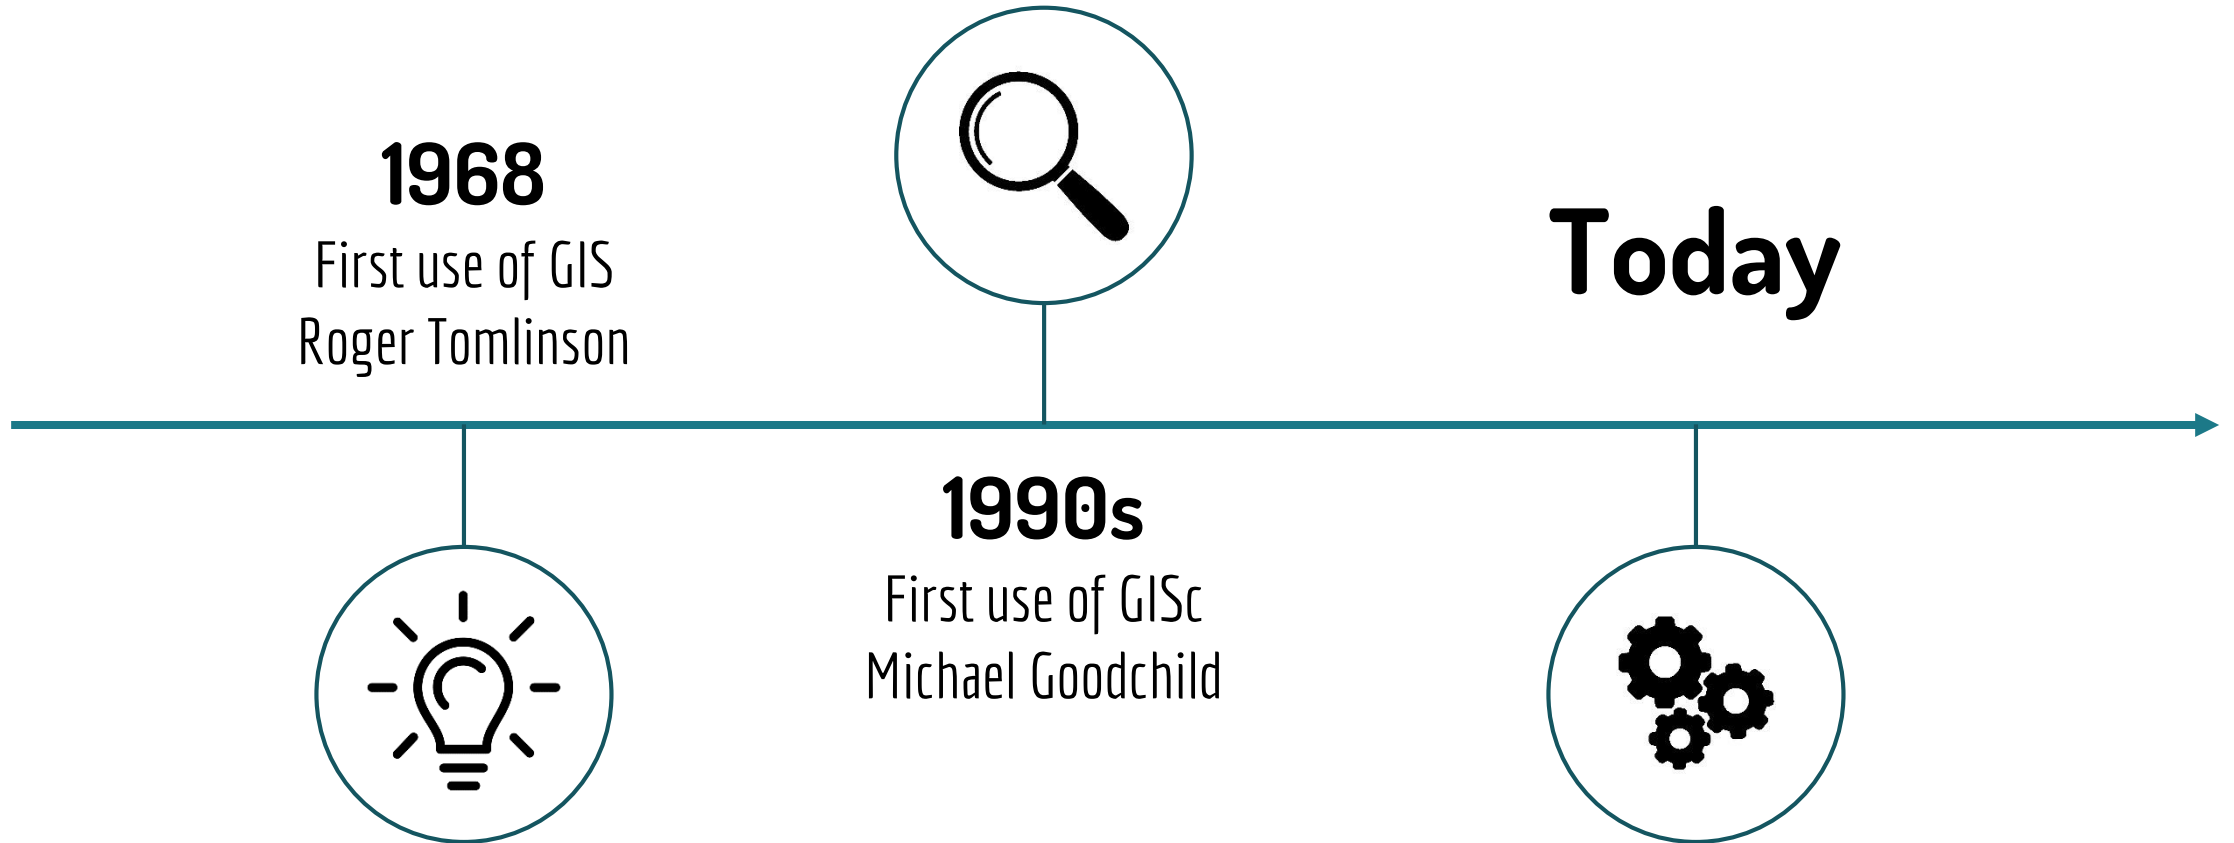 1968
First use of GIS
Roger Tomlinson
1990s
First use of GISc
Michael Goodchild
Today